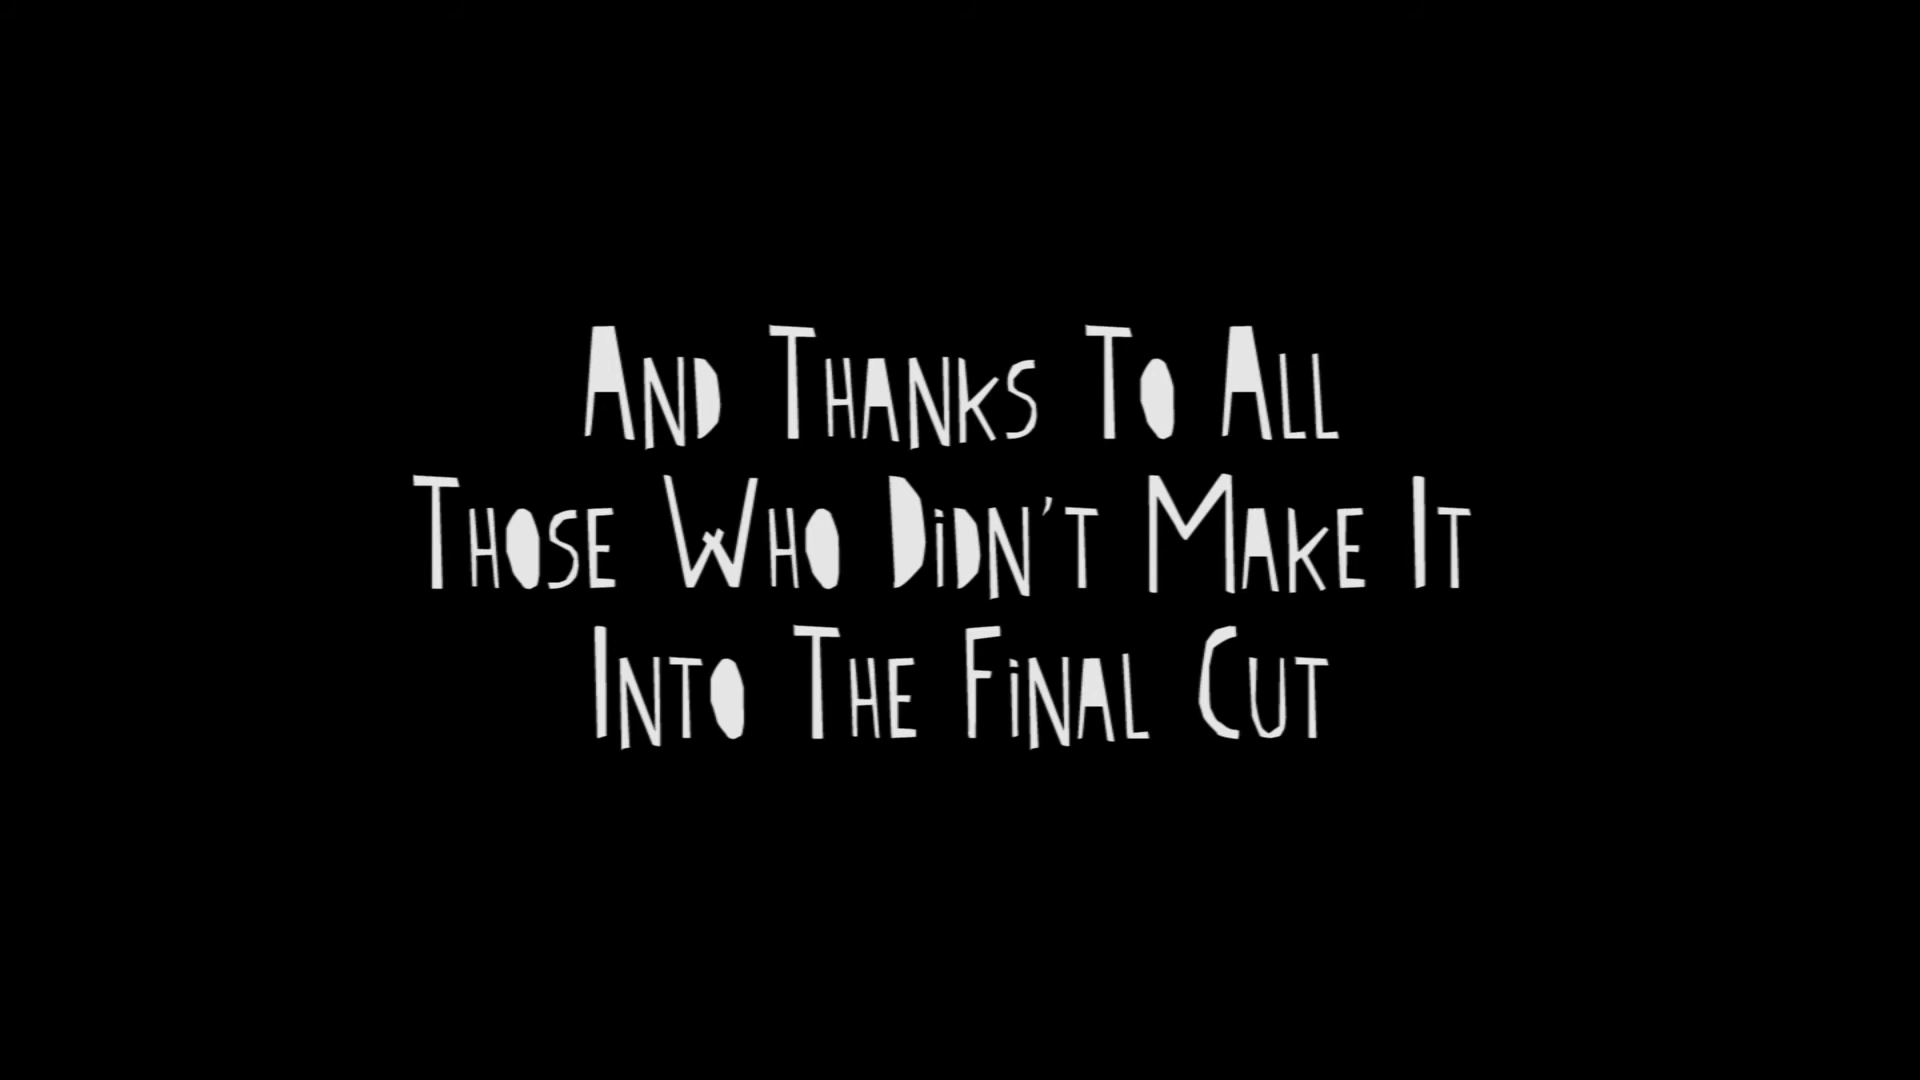 And Thanks To All
Those Who Didn't Make It
Into The Final Cut